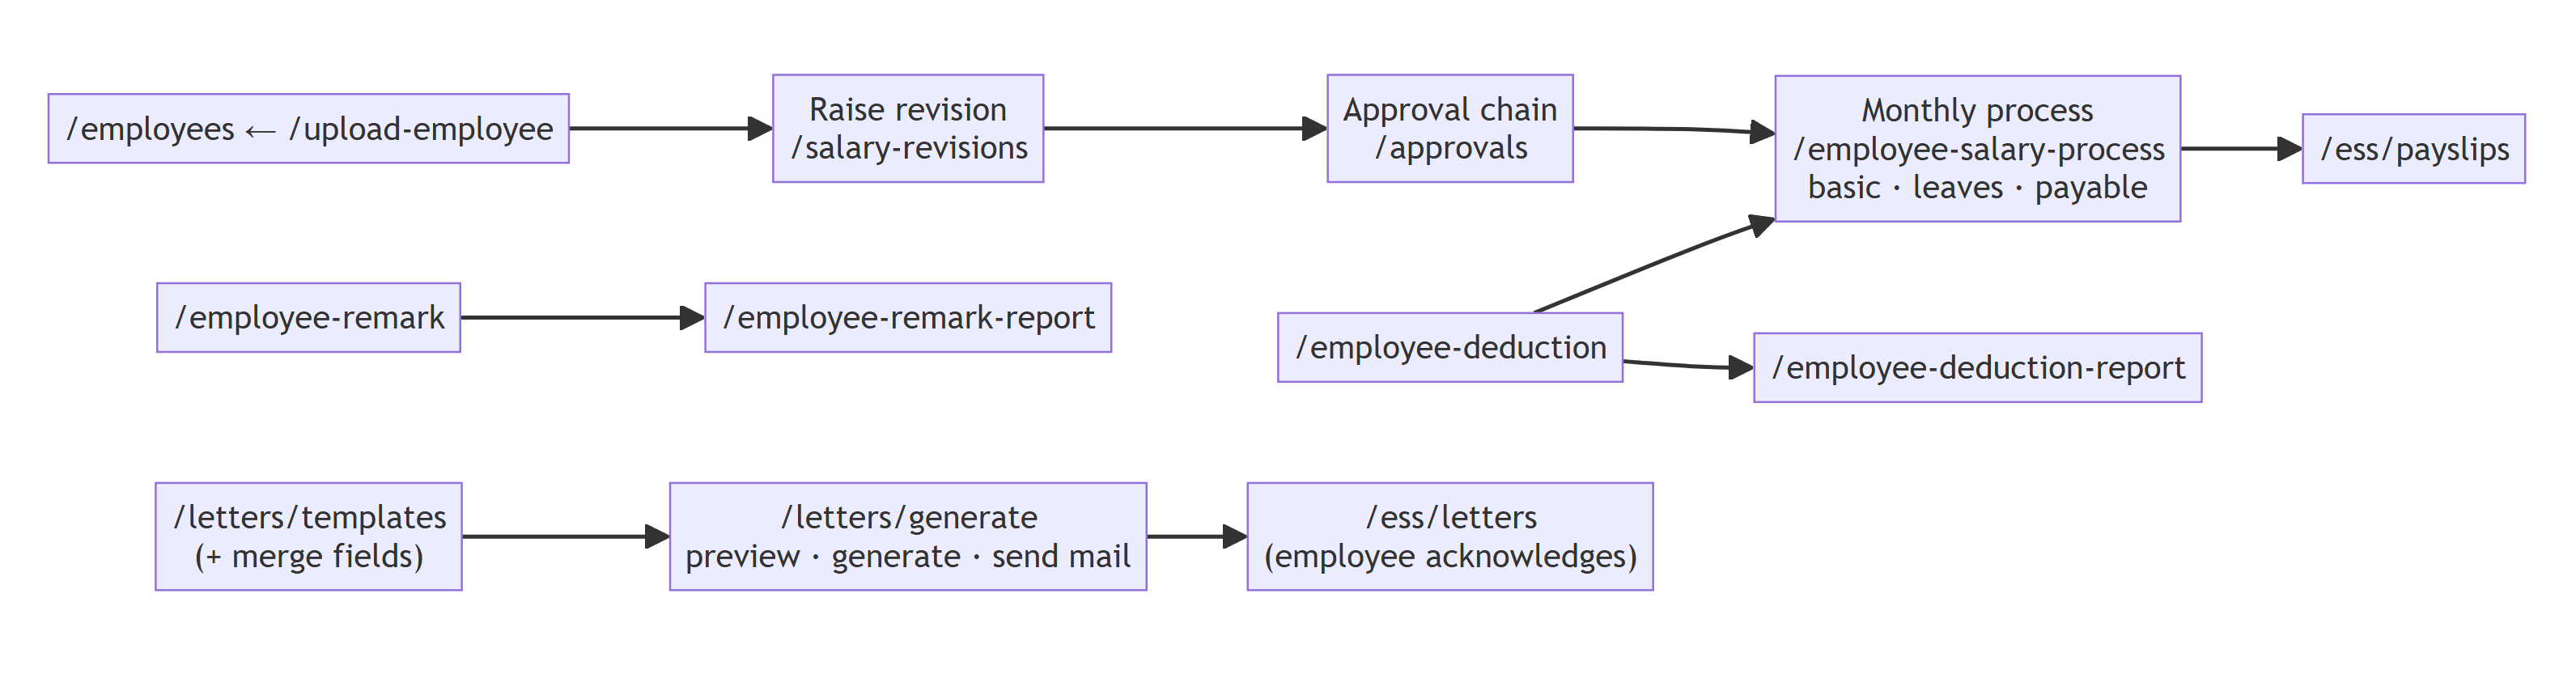 /employees ← /upload-employee
Raise revision
/salary-revisions
Approval chain
/approvals
Monthly process
/employee-salary-process
basic · leaves · payable
/ess/payslips
/employee-remark
/employee-remark-report
/employee-deduction
/employee-deduction-report
/letters/templates
(+ merge fields)
/letters/generate
preview · generate · send mail
/ess/letters
(employee acknowledges)